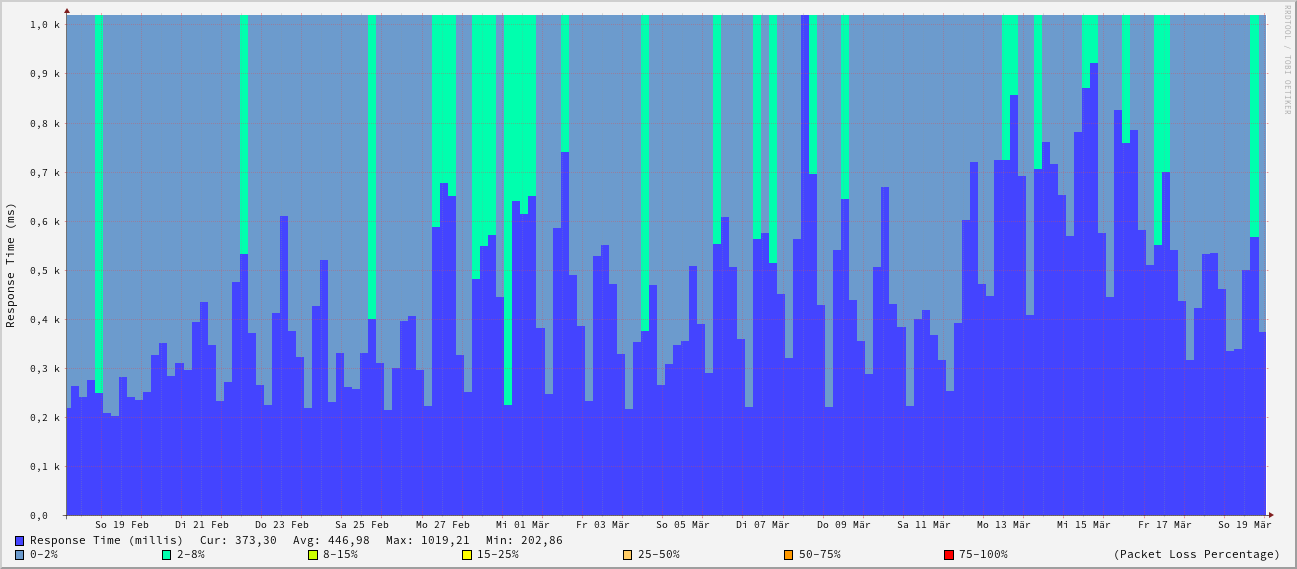 RRDTOOL / TOBI OETIKER
Response Time (ms)
1,0 k
0,9 k
0,8 k
0,7 k
0,6 k
0,5 k
0,4 k
0,3 k
0,2 k
0,1 k
0,0
So 19 Feb Di 21 Feb Do 23 Feb Sa 25 Feb Mo 27 Feb Mi 01 Mär Fr 03 Mär So 05 Mär Di 07 Mär Do 09 Mär Sa 11 Mär Mo 13 Mär Mi 15 Mär Fr 17 Mär So 19 Mär
Response Time (millis) Cur: 373,30 Avg: 446,98 Max: 1019,21 Min: 202,86
0-2% 2-8% 8-15% 15-25% 25-50% 50-75% 75-100% (Packet Loss Percentage)